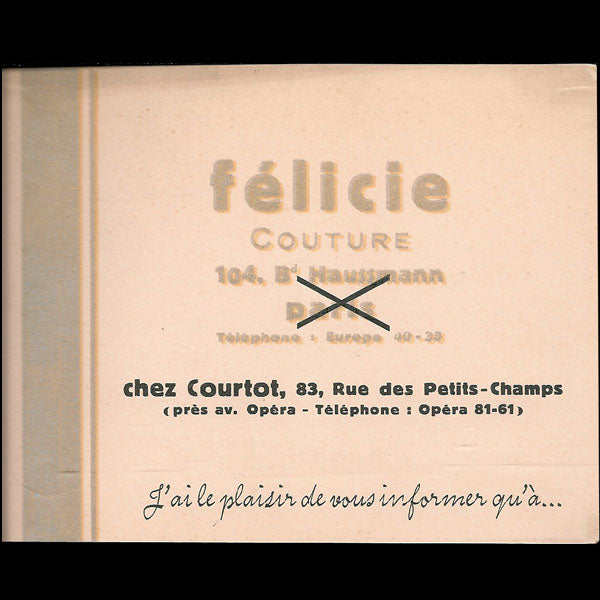 félicie
COUTURE
104, Bd Haussmann
paris
Téléphone : Europe 40-35
chez Courtot, 83, Rue des Petits-Champs
(près av. Opéra - Téléphone : Opéra 81-61)
J'ai le plaisir de vous informer qu'à...